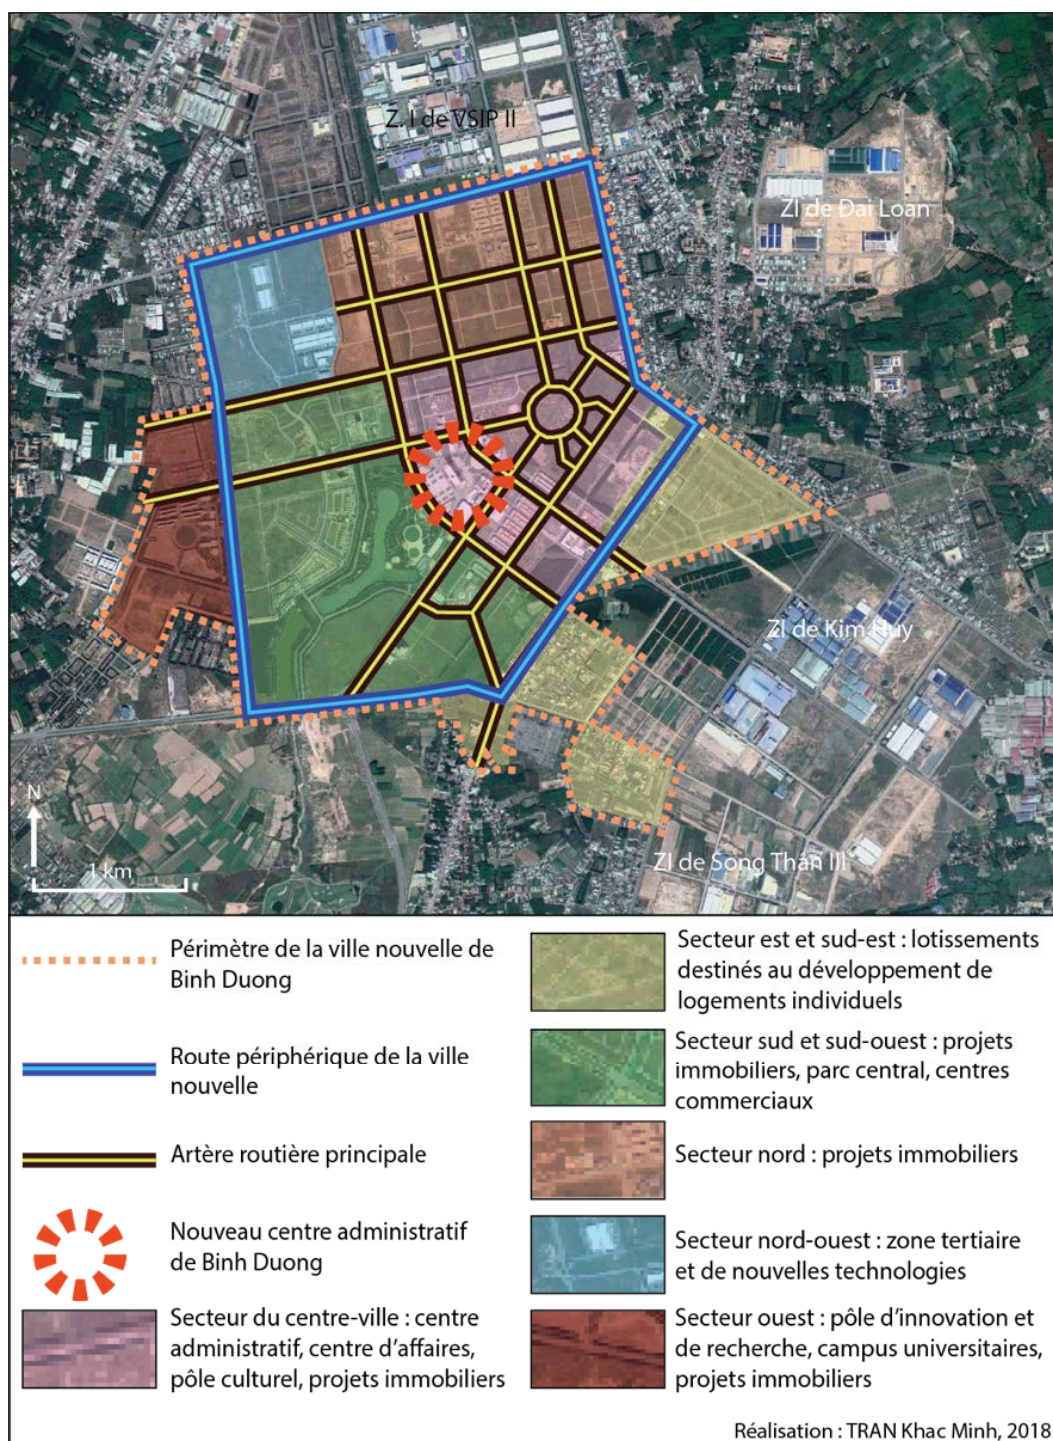 Z. I de VSIP II
ZI de Đai Loan
ZI de Kim Huy
ZI de Song Thân III
N
1 km
Périmètre de la ville nouvelle de
Binh Duong
Route périphérique de la ville
nouvelle
Artère routière principale
Nouveau centre administratif
de Binh Duong
Secteur du centre-ville : centre
administratif, centre d'affaires,
pôle culturel, projets immobiliers
Secteur est et sud-est : lotissements
destinés au développement de
logements individuels
Secteur sud et sud-ouest : projets
immobiliers, parc central, centres
commerciaux
Secteur nord : projets immobiliers
Secteur nord-ouest : zone tertiaire
et de nouvelles technologies
Secteur ouest : pôle d'innovation et
de recherche, campus universitaires,
projets immobiliers
Réalisation : TRAN Khac Minh, 2018